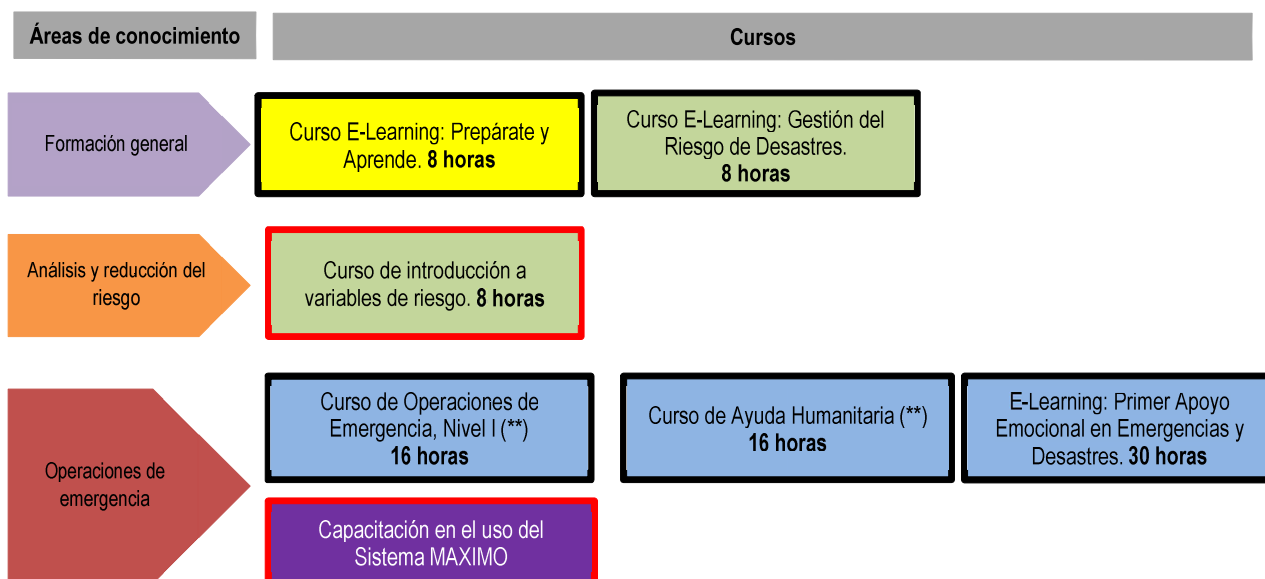 Áreas de conocimiento
Cursos
Formación general
Curso E-Learning: Prepárate y
Aprende. 8 horas
Curso E-Learning: Gestión del
Riesgo de Desastres.
8 horas
Análisis y reducción del
riesgo
Curso de introducción a
variables de riesgo. 8 horas
Operaciones de
emergencia
Curso de Operaciones de
Emergencia, Nivel I (**)
16 horas
Curso de Ayuda Humanitaria (**)
16 horas
E-Learning: Primer Apoyo
Emocional en Emergencias y
Desastres. 30 horas
Capacitación en el uso del
Sistema MAXIMO